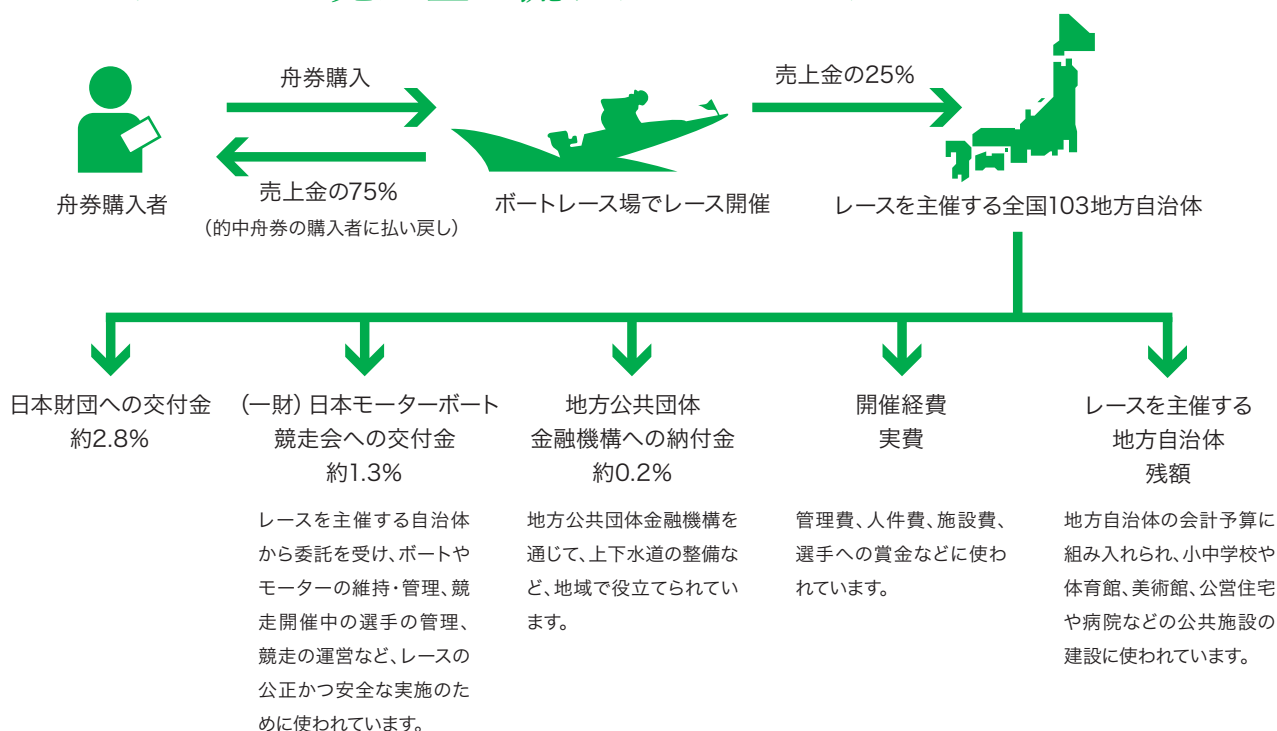 舟券購入
売上金の25%
売上金の75%
(的中舟券の購入者に払い戻し)
舟券購入者
ボートレース場でレース開催
レースを主催する全国103地方自治体
日本財団への交付金
約2.8%
(一財)日本モーターボート
競走会への交付金
約1.3%
レースを主催する自治体
から委託を受け、ボートや
モーターの維持・管理、競
走開催中の選手の管理、
競走の運営など、レースの
公正かつ安全な実施のた
めに使われています。
地方公共団体
金融機構への納付金
約0.2%
地方公共団体金融機構を
通じて、上下水道の整備な
ど、地域で役立てられてい
ます。
開催経費
実費
管理費、人件費、施設費、
選手への賞金などに使わ
れています。
レースを主催する
地方自治体
残額
地方自治体の会計予算に
組み入れられ、小中学校や
体育館、美術館、公営住宅
や病院などの公共施設の
建設に使われています。